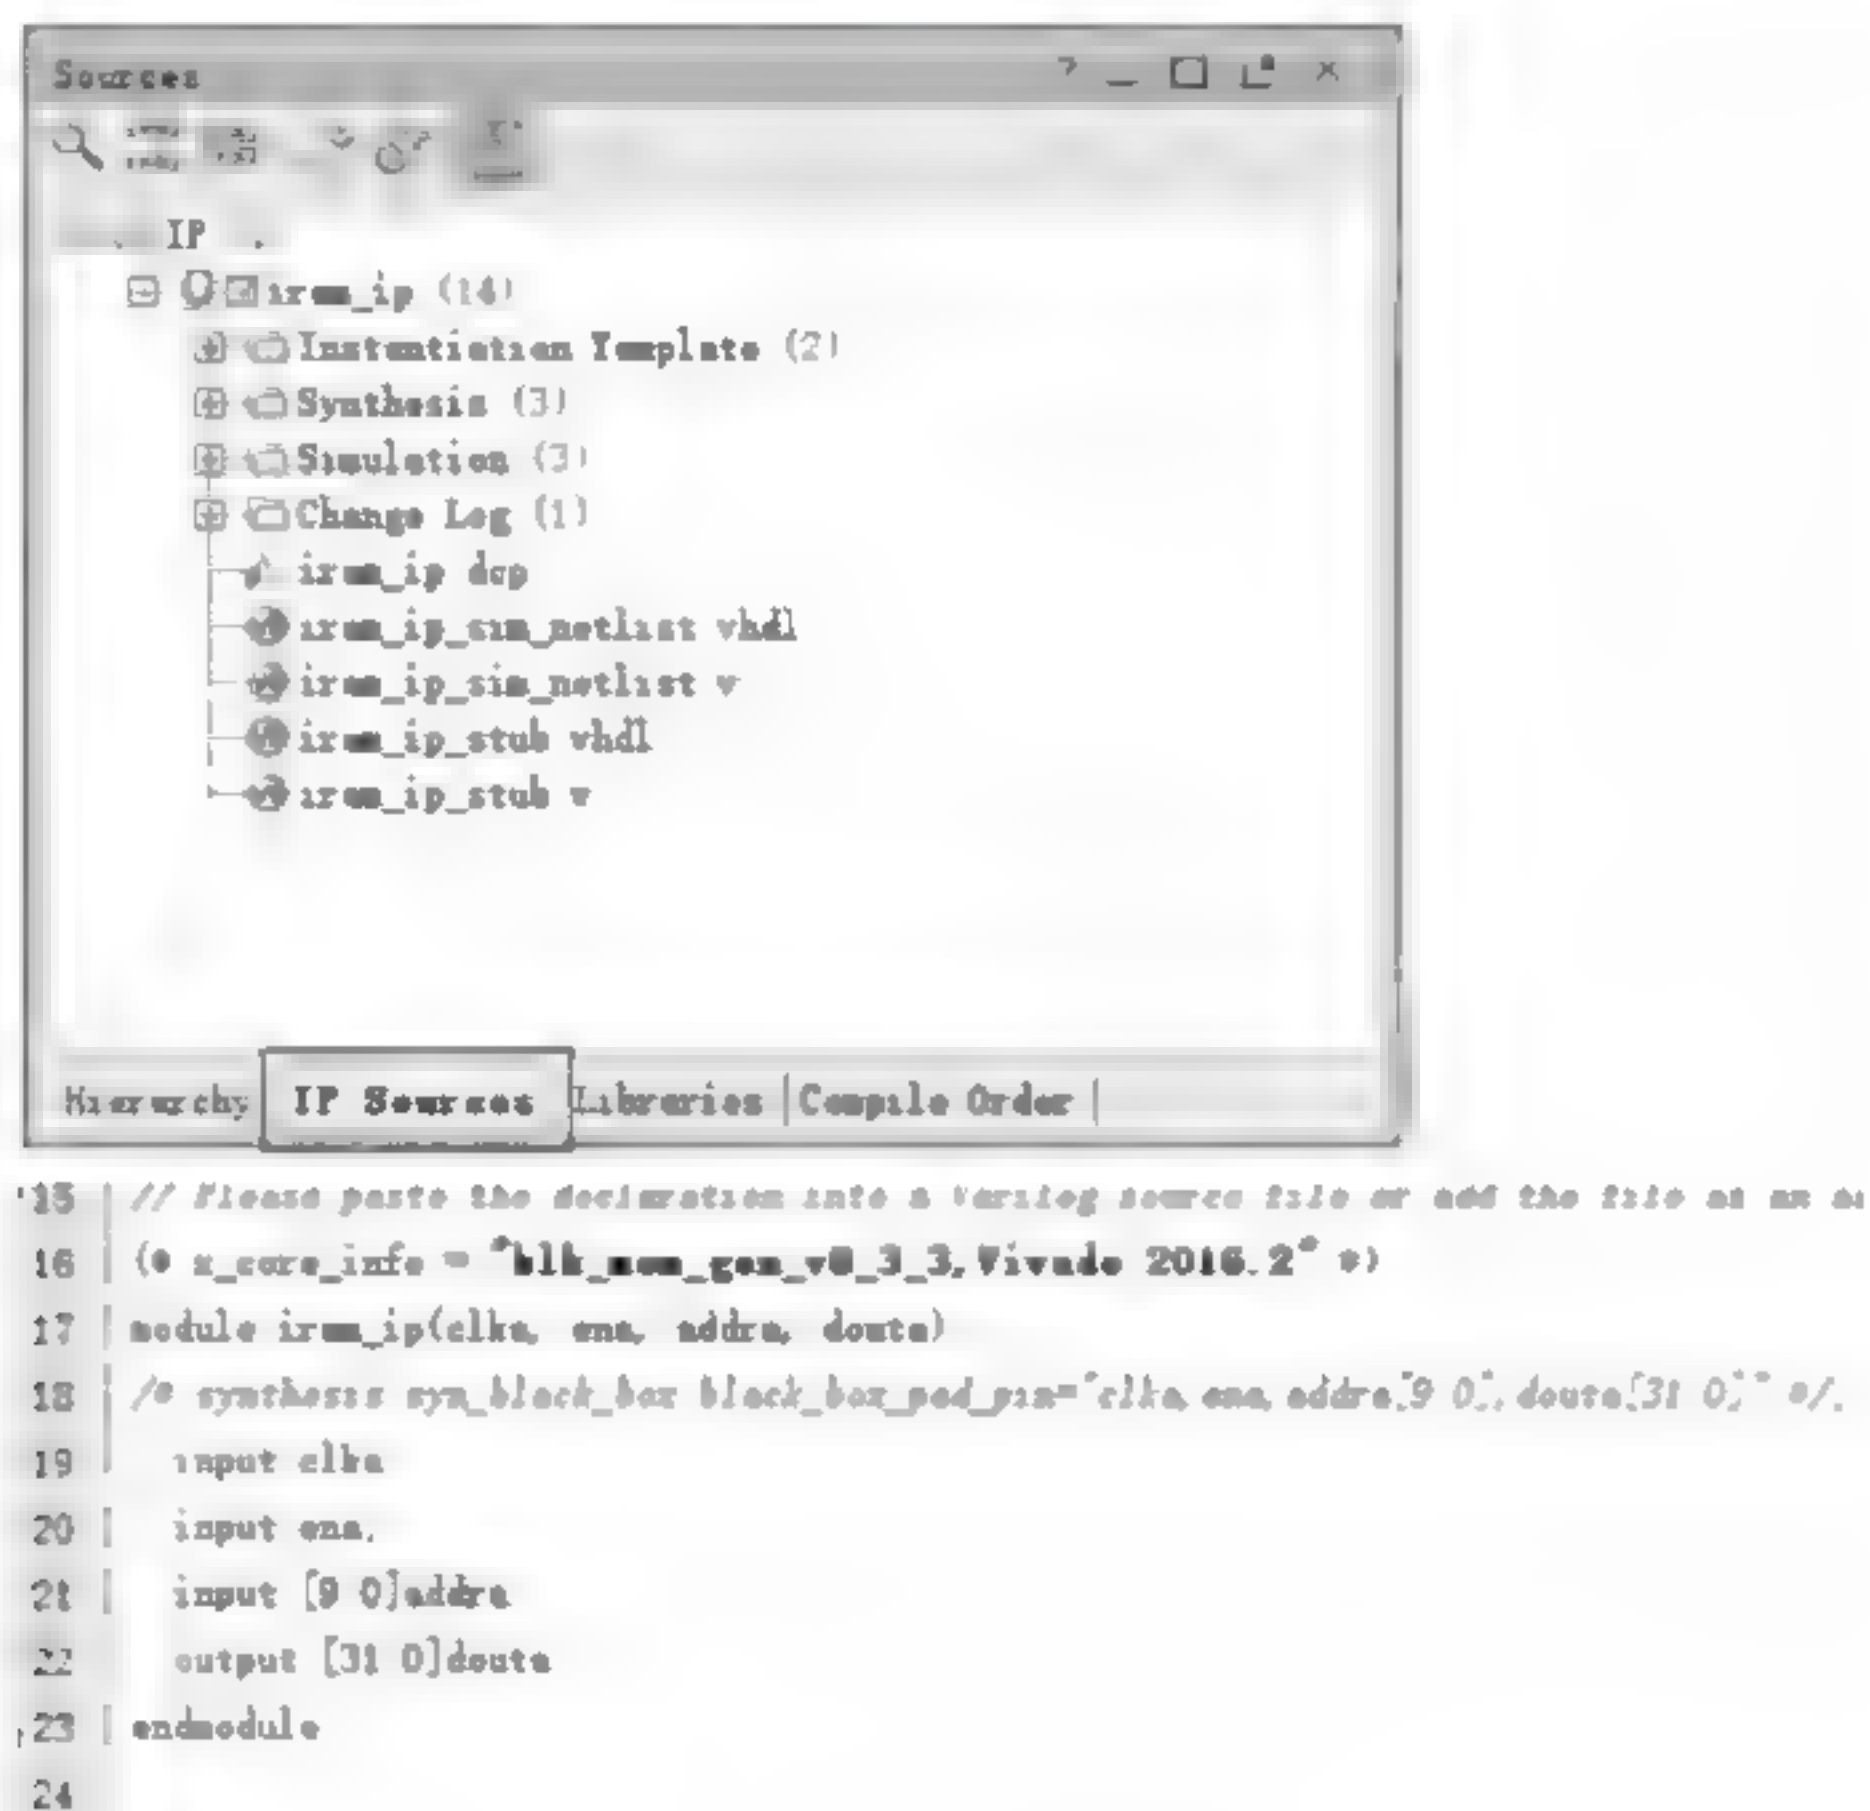 Sources
IP
irom_ip (14)
Instantiation Template (2)
Synthesis (3)
Simulation (3)
Change Log (1)
irom_ip dcp
irom_ip_sim_netlist vhdl
irom_ip_sim_netlist v
irom_ip_stub vhdl
irom_ip_stub v
Hierarchy IP Sources Libraries Compile Order
15 // Please paste the declaration into a Verilog source file or add the file as an
16 (* x_core_info = "blk_mem_gen_v8_3_3,Vivado 2016.2" *)
17 module irom_ip(clka, ena, addra, douta)
18 /* synthesis syn_black_box black_box_pad_pin="clka,ena,addra[9 0],douta[31 0]" */
19 input clka
20 input ena,
21 input [9 0]addra
22 output [31 0]douta
23 endmodule
24